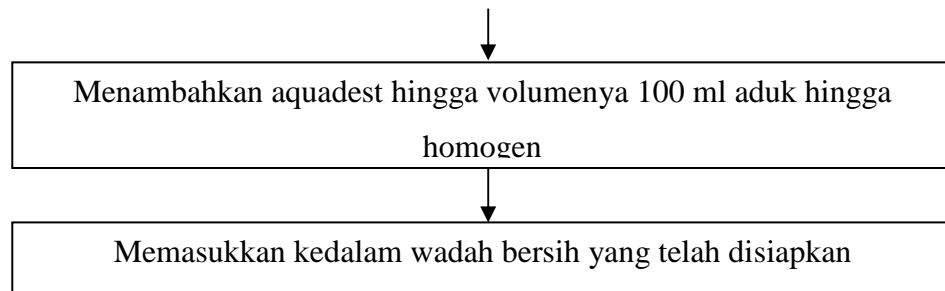 Menambahkan aquadest hingga volumenya 100 ml aduk hingga
homogen
Memasukkan kedalam wadah bersih yang telah disiapkan